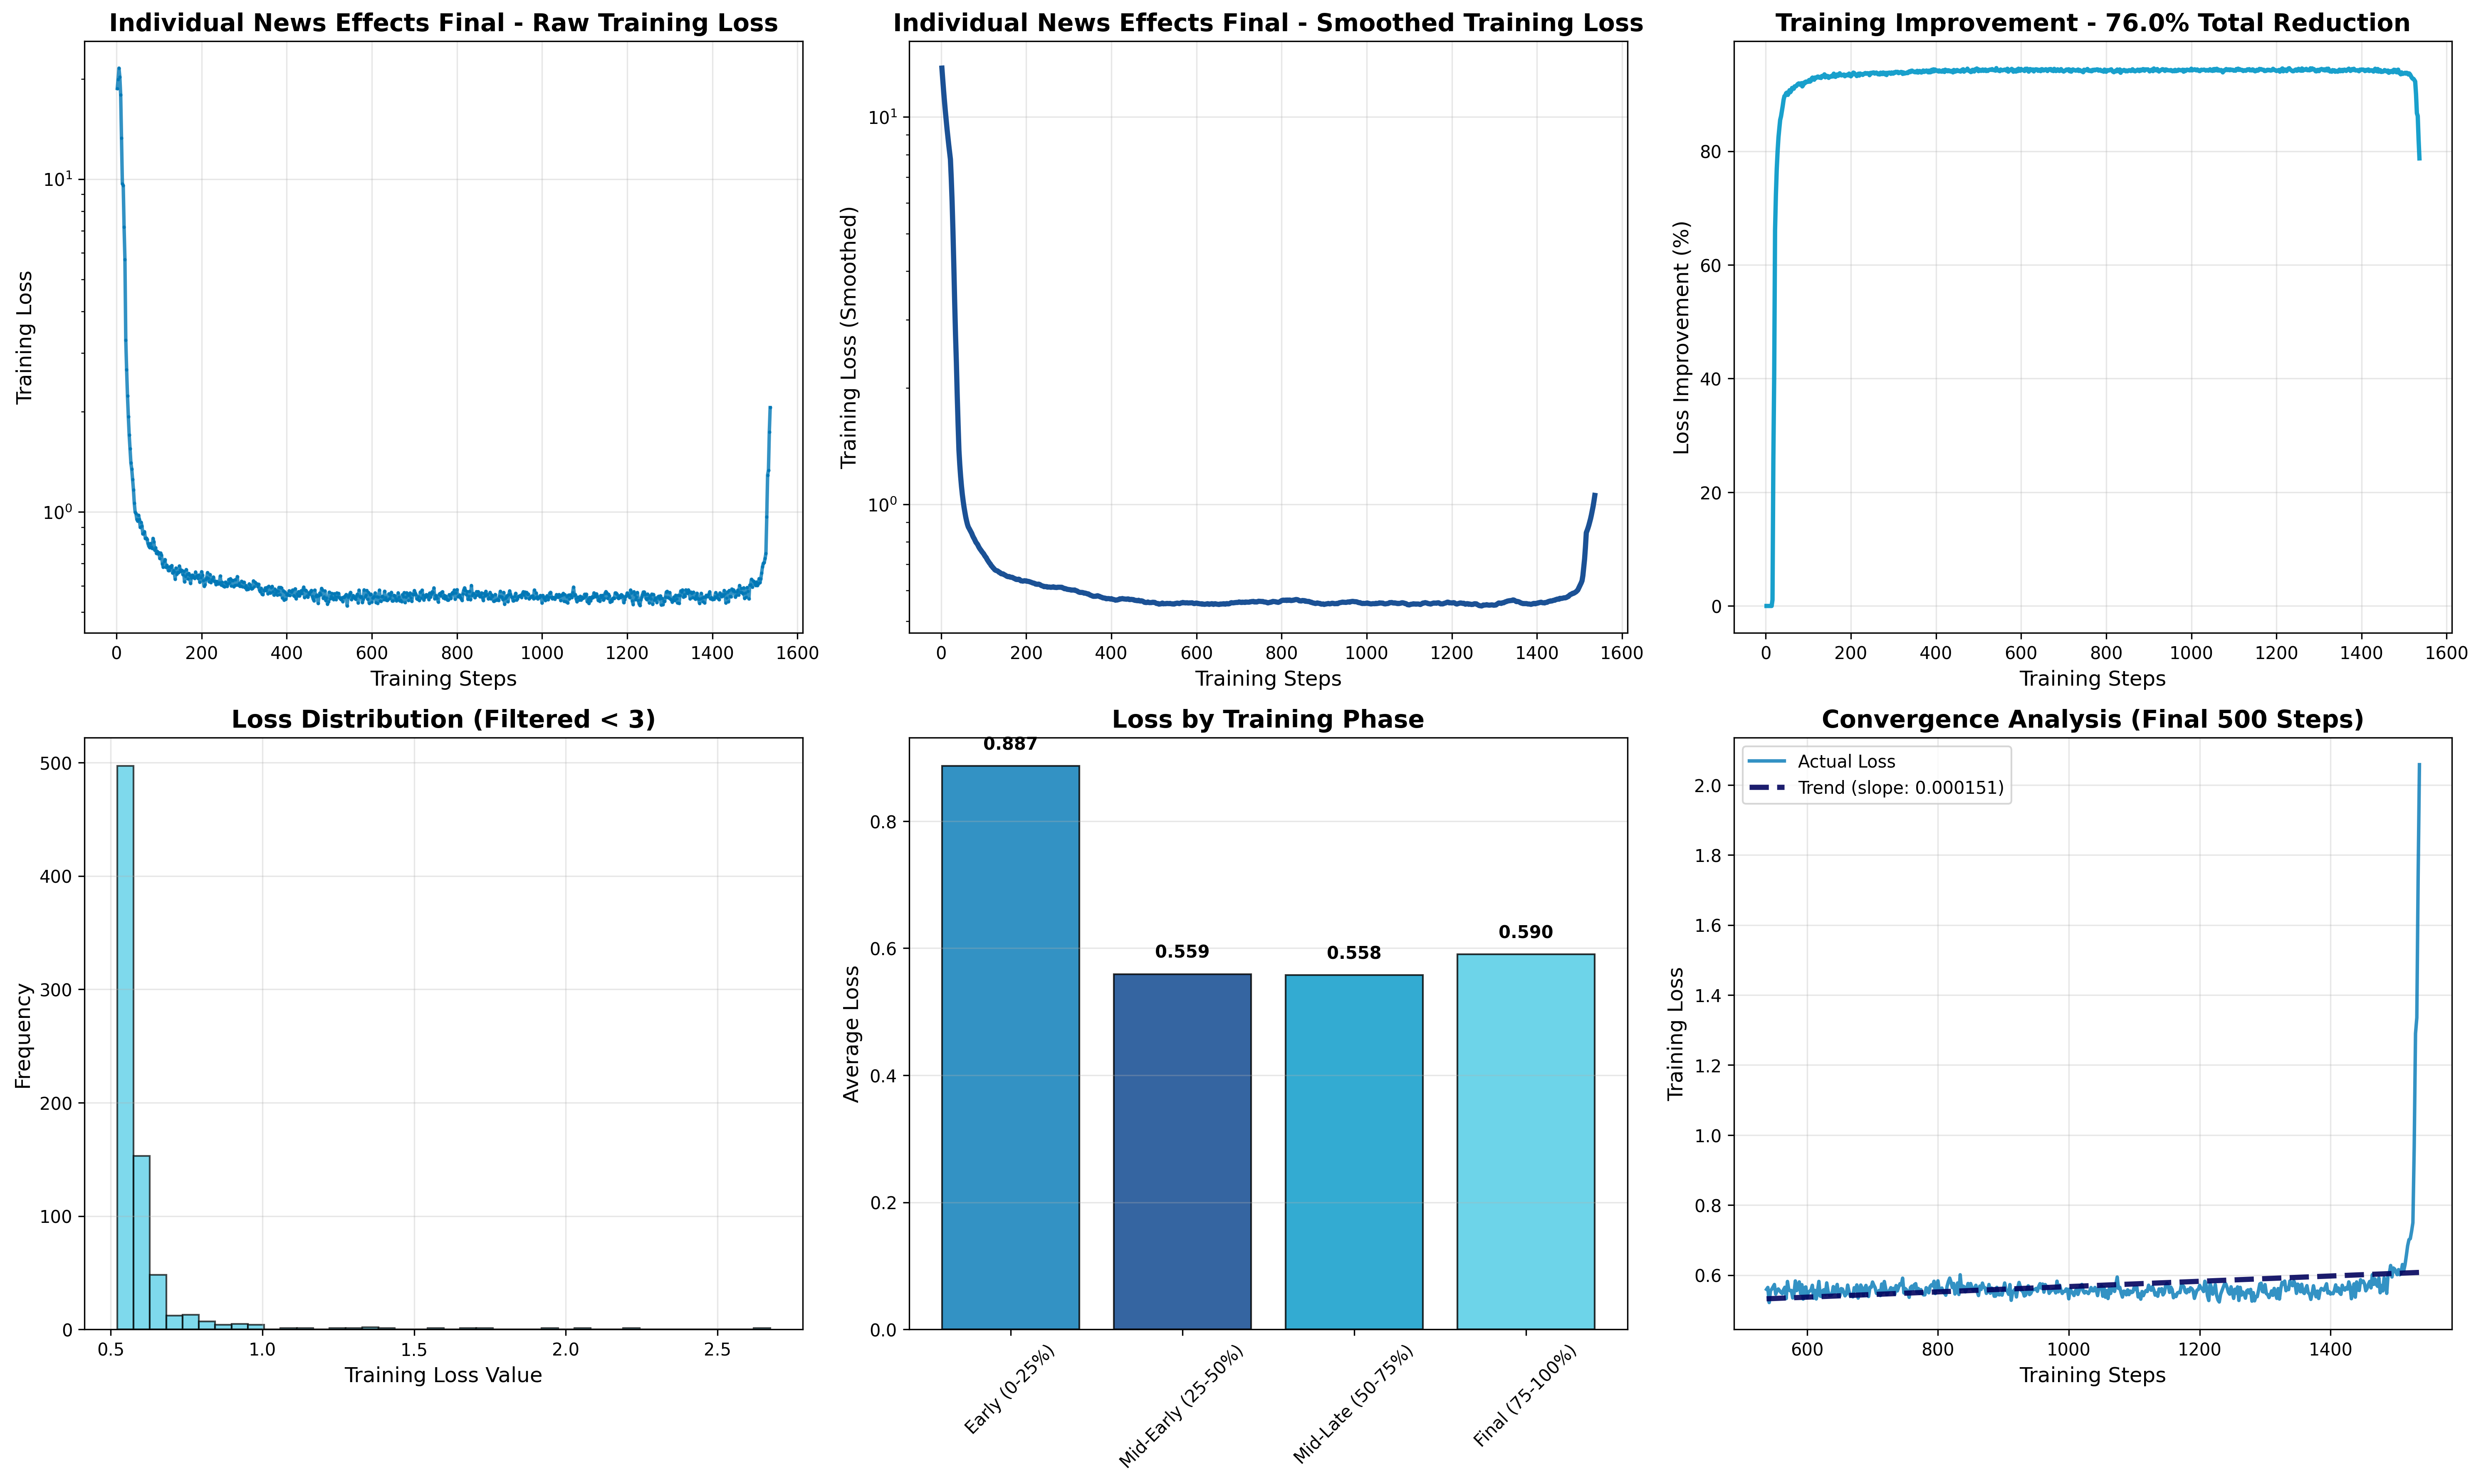 Individual News Effects Final - Raw Training Loss
Training Loss
10¹
10⁰
0 200 400 600 800 1000 1200 1400 1600
Training Steps
Individual News Effects Final - Smoothed Training Loss
Training Loss (Smoothed)
10¹
10⁰
0 200 400 600 800 1000 1200 1400 1600
Training Steps
Training Improvement - 76.0% Total Reduction
Loss Improvement (%)
80
60
40
20
0
0 200 400 600 800 1000 1200 1400 1600
Training Steps
Loss Distribution (Filtered < 3)
Frequency
500
400
300
200
100
0
0.5 1.0 1.5 2.0 2.5
Training Loss Value
Loss by Training Phase
Average Loss
0.8
0.6
0.4
0.2
0.0
0.887
0.559
0.558
0.590
Early (0-25%)
Mid-Early (25-50%)
Mid-Late (50-75%)
Final (75-100%)
Convergence Analysis (Final 500 Steps)
Actual Loss
Trend (slope: 0.000151)
Training Loss
2.0
1.8
1.6
1.4
1.2
1.0
0.8
0.6
600 800 1000 1200 1400
Training Steps